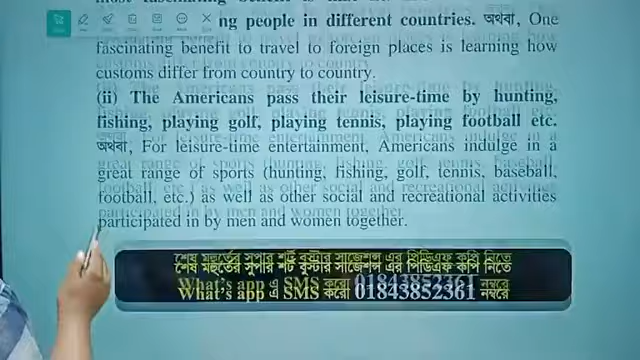 ng people in different countries. অথবা, One
fascinating benefit to travel to foreign places is learning how
customs differ from country to country.
(ii) The Americans pass their leisure-time by hunting,
fishing, playing golf, playing tennis, playing football etc.
অথবা, For leisure-time entertainment, Americans indulge in a
great range of sports (hunting, fishing, golf, tennis, baseball,
football, etc.) as well as other social and recreational activities
participated in by men and women together.
শেষ মুহুর্তের সুপার শর্ট বুস্টার সাজেশন্স এর পিডিএফ কপি নিতে
What's app এ SMS করো 01843852361 নম্বরে